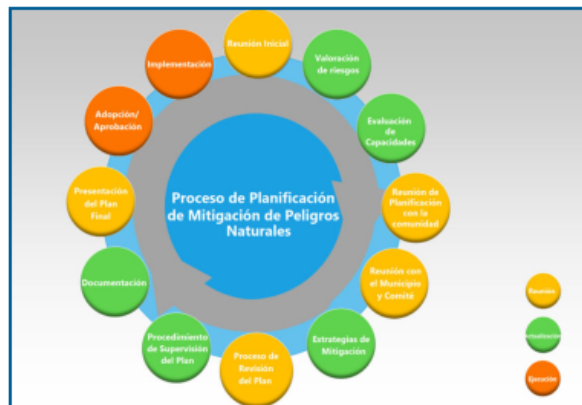 Reunión Inicial
Valoración
de riesgos
Evaluación
de
Capacidades
Reunión de
Planificación
con la
comunidad
Reunión con
el Municipio
y Comité
Estrategias de
Mitigación
Proceso de
Revisión
del Plan
Procedimiento
de Supervisión
del Plan
Documentación
Presentación
del Plan
Final
Adopción/
Aprobación
Implementación
Proceso de Planificación
de Mitigación de Peligros
Naturales
Reunión
Actualización
Ejecución